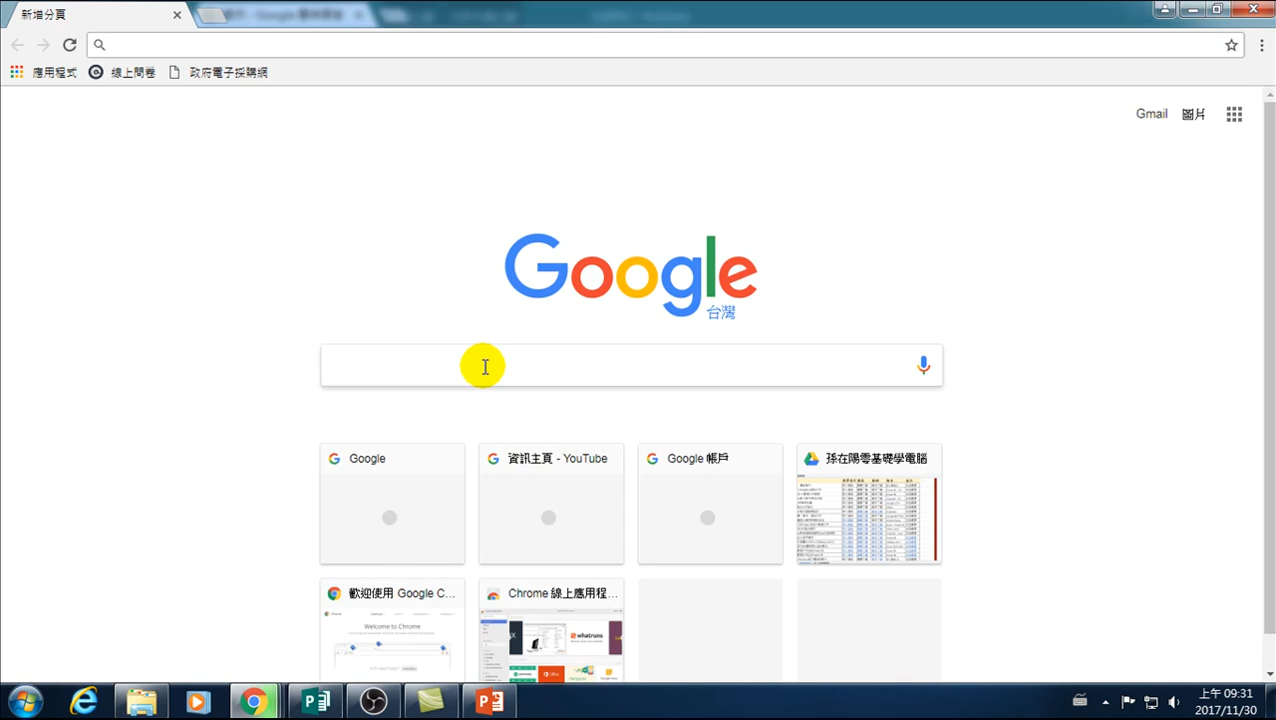 新增分頁
應用程式 線上問卷 政府電子採購網
Gmail 圖片
Google
台灣
Google 資訊主頁 - YouTube Google 帳戶 孫在陽零基礎學電腦
歡迎使用 Google C... Chrome 線上應用程...
Welcome to Chrome
whatruns
上午 09:31
2017/11/30